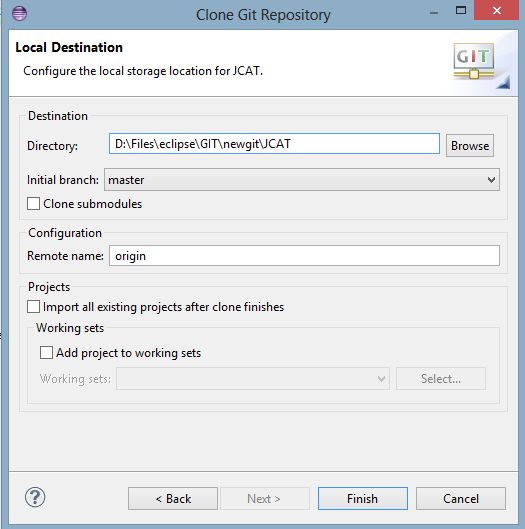 Clone Git Repository
Local Destination
Configure the local storage location for JCAT.
GIT
Destination
Directory: D:\Files\eclipse\GIT\newgit\JCAT Browse
Initial branch: master
Clone submodules
Configuration
Remote name: origin
Projects
Import all existing projects after clone finishes
Working sets
Add project to working sets
Working sets: Select...
? < Back Next > Finish Cancel